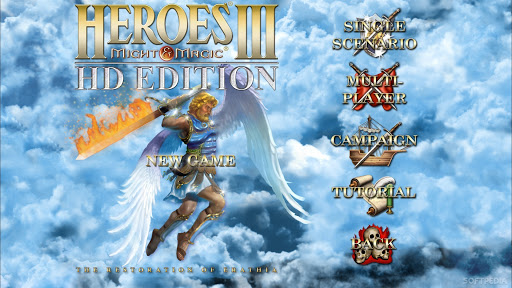 HEROES III
Might & Magic®
HD EDITION
NEW GAME
THE RESTORATION OF ERATHIA
SINGLE
SCENARIO
MULTI-
PLAYER
CAMPAIGN
TUTORIAL
BACK
SOFTPEDIA